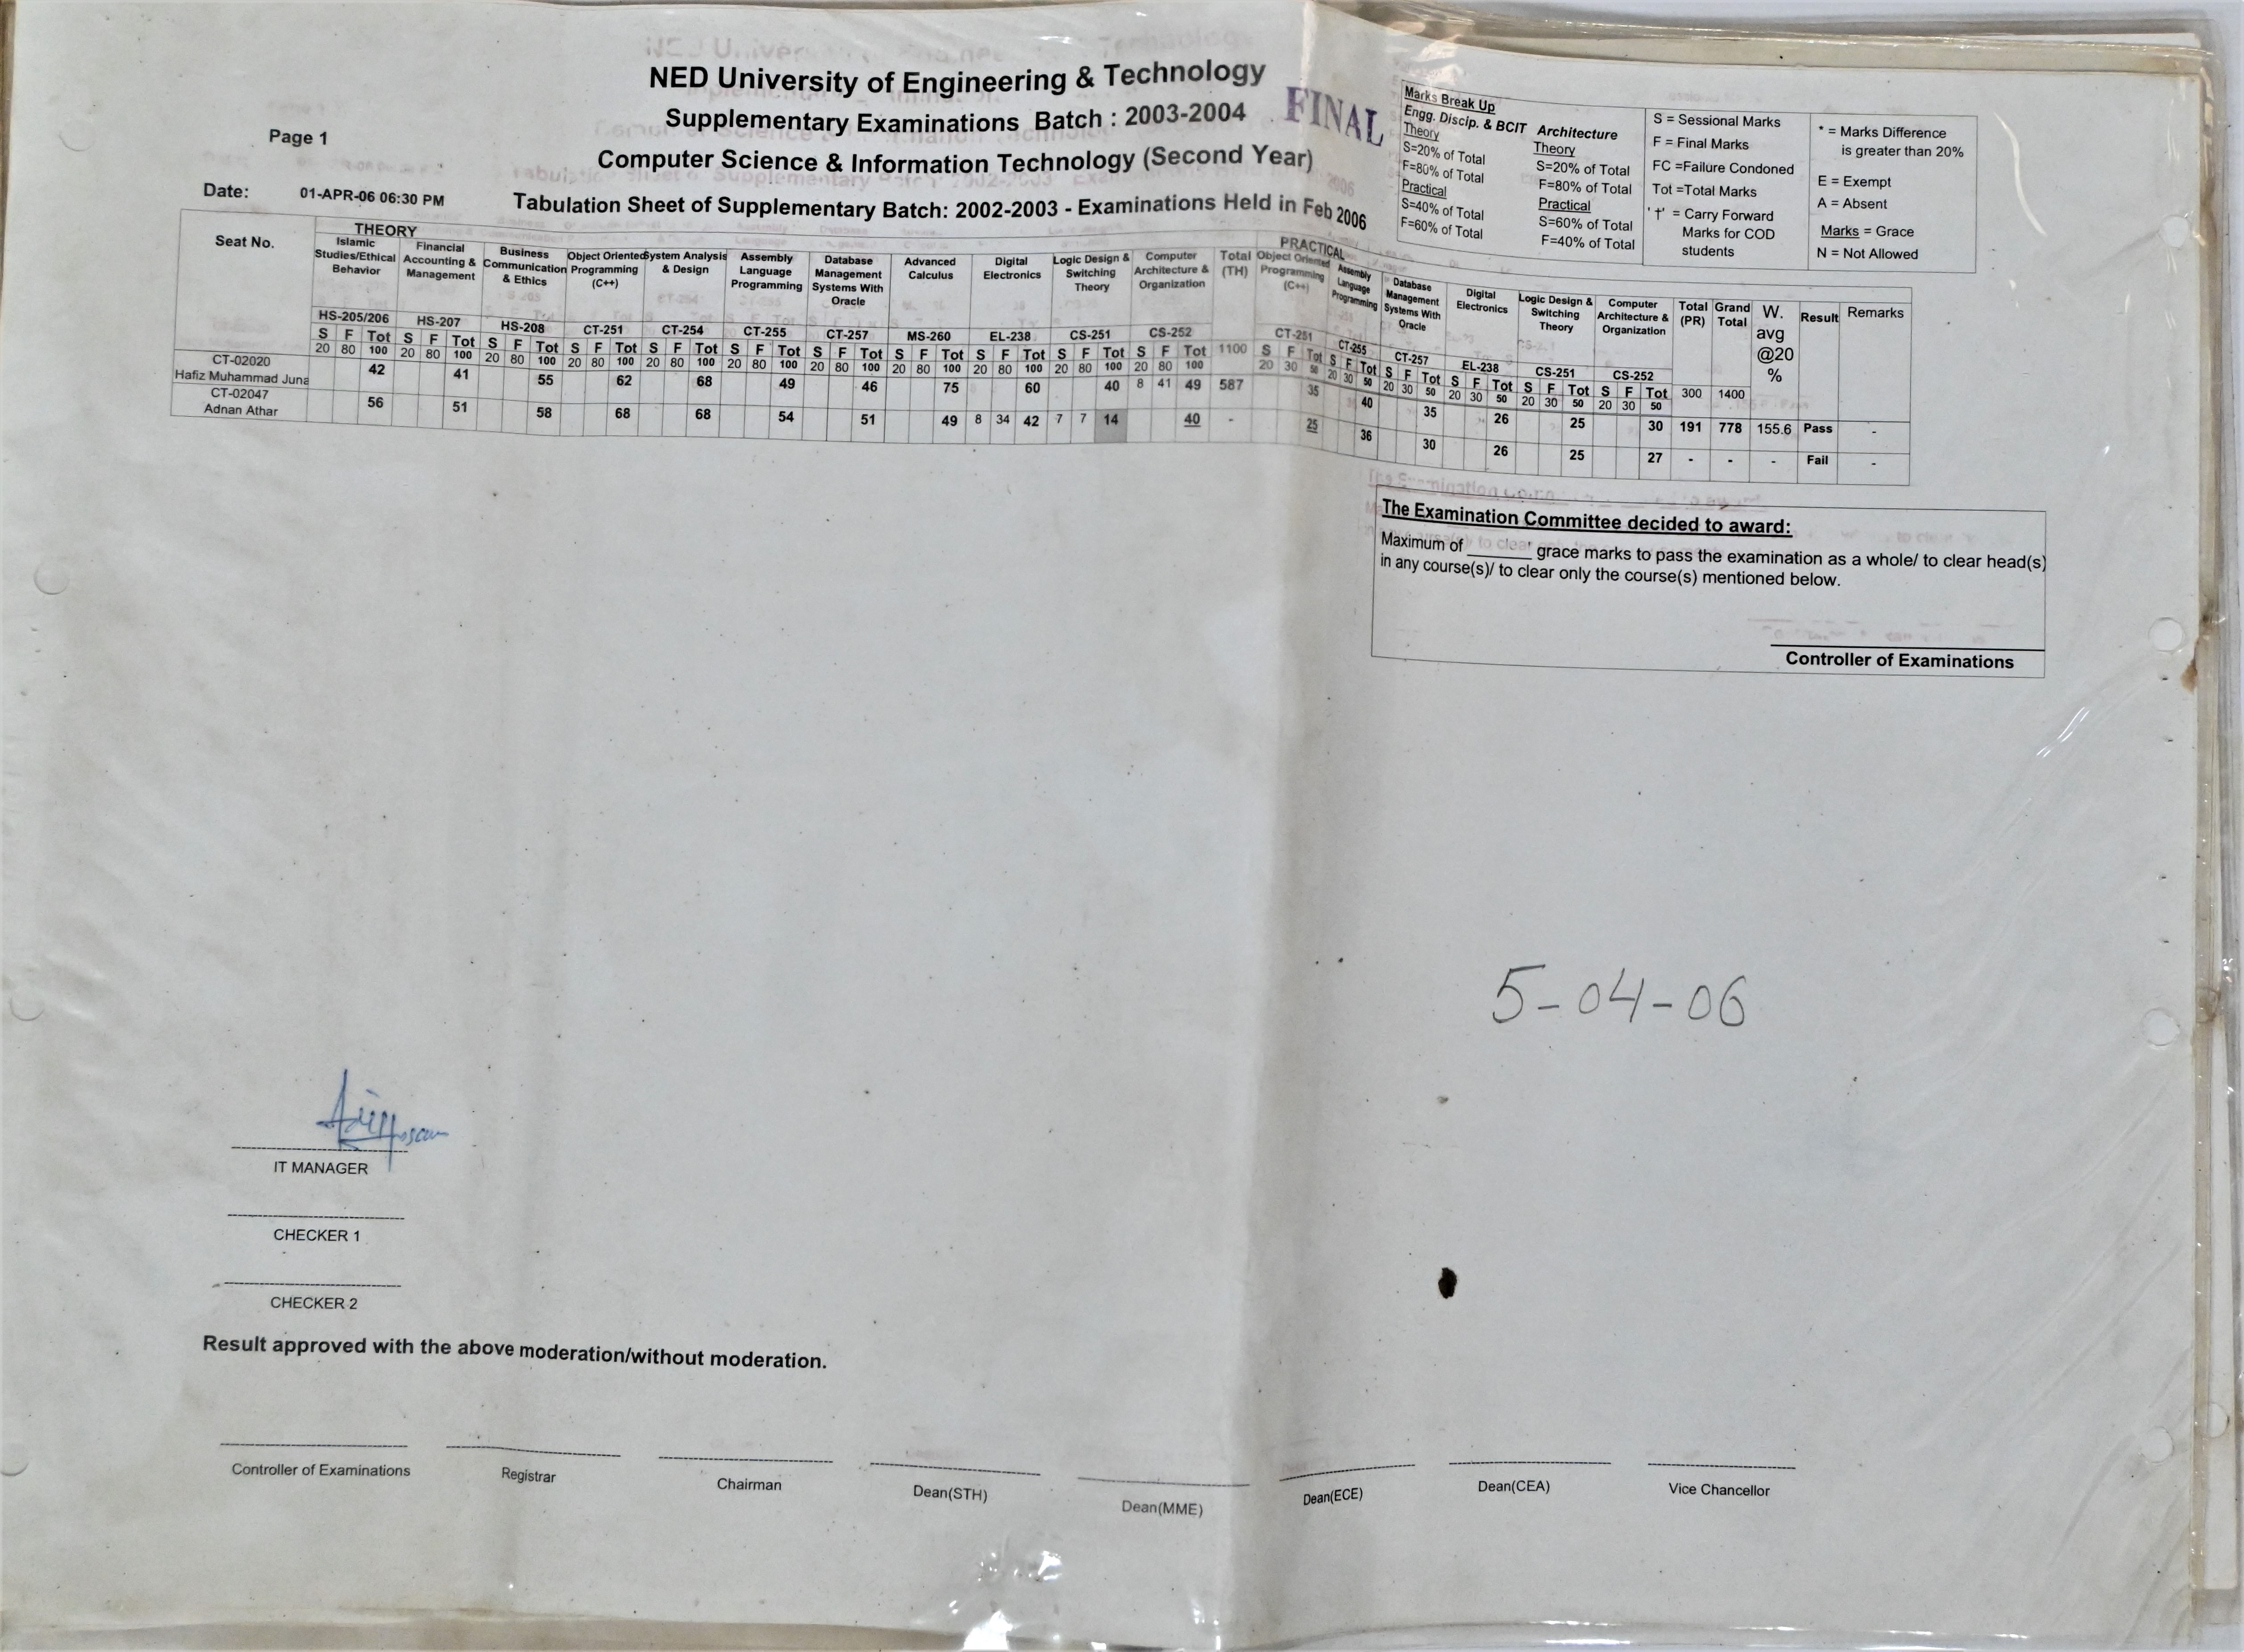 NED University of Engineering & Technology
Supplementary Examinations Batch : 2003-2004
FINAL
Page 1
Computer Science & Information Technology (Second Year)
Date: 01-APR-06 06:30 PM
Tabulation Sheet of Supplementary Batch: 2002-2003 - Examinations Held in Feb 2006
Marks Break Up
Engg. Discip. & BCIT Architecture
Theory Theory
S=20% of Total S=20% of Total
F=80% of Total F=80% of Total
Practical Practical
S=40% of Total S=60% of Total
F=60% of Total F=40% of Total
S = Sessional Marks
F = Final Marks
FC =Failure Condoned
Tot =Total Marks
'†' = Carry Forward
Marks for COD
students
* = Marks Difference
is greater than 20%
E = Exempt
A = Absent
Marks = Grace
N = Not Allowed
Seat No.
THEORY
Islamic Studies/Ethical Behavior
Financial Accounting & Management
Business Communication & Ethics
Object Oriented Programming (C++)
System Analysis & Design
Assembly Language Programming
Database Management Systems With Oracle
Advanced Calculus
Digital Electronics
Logic Design & Switching Theory
Computer Architecture & Organization
Total (TH)
PRACTICAL
Object Oriented Programming (C++)
Assembly Language Programming
Database Management Systems With Oracle
Digital Electronics
Logic Design & Switching Theory
Computer Architecture & Organization
Total (PR)
Grand Total
W. avg @20 %
Result
Remarks
HS-205/206 HS-207 HS-208 CT-251 CT-254 CT-255 CT-257 MS-260 EL-238 CS-251 CS-252 CT-251 CT-255 CT-257 EL-238 CS-251 CS-252
S F Tot S F Tot S F Tot S F Tot S F Tot S F Tot S F Tot S F Tot S F Tot S F Tot S F Tot S F Tot S F Tot S F Tot S F Tot S F Tot S F Tot
20 80 100 20 80 100 20 80 100 20 80 100 20 80 100 20 80 100 20 80 100 20 80 100 20 80 100 20 80 100 20 80 100 1100 20 30 50 20 30 50 20 30 50 20 30 50 20 30 50 20 30 50 300 1400
CT-02020
Hafiz Muhammad Juna
42 41 55 62 68 49 46 75 60 40 8 41 49 587 35 40 35 26 25 30 191 778 155.6 Pass -
CT-02047
Adnan Athar
56 51 58 68 68 54 51 49 8 34 42 7 7 14 40 - 25 36 30 26 25 27 - - - Fail -
The Examination Committee decided to award:
Maximum of ______ grace marks to pass the examination as a whole/ to clear head(s)
in any course(s)/ to clear only the course(s) mentioned below.
Controller of Examinations
5-04-06
IT MANAGER
CHECKER 1
CHECKER 2
Result approved with the above moderation/without moderation.
Controller of Examinations Registrar Chairman Dean(STH) Dean(MME) Dean(ECE) Dean(CEA) Vice Chancellor